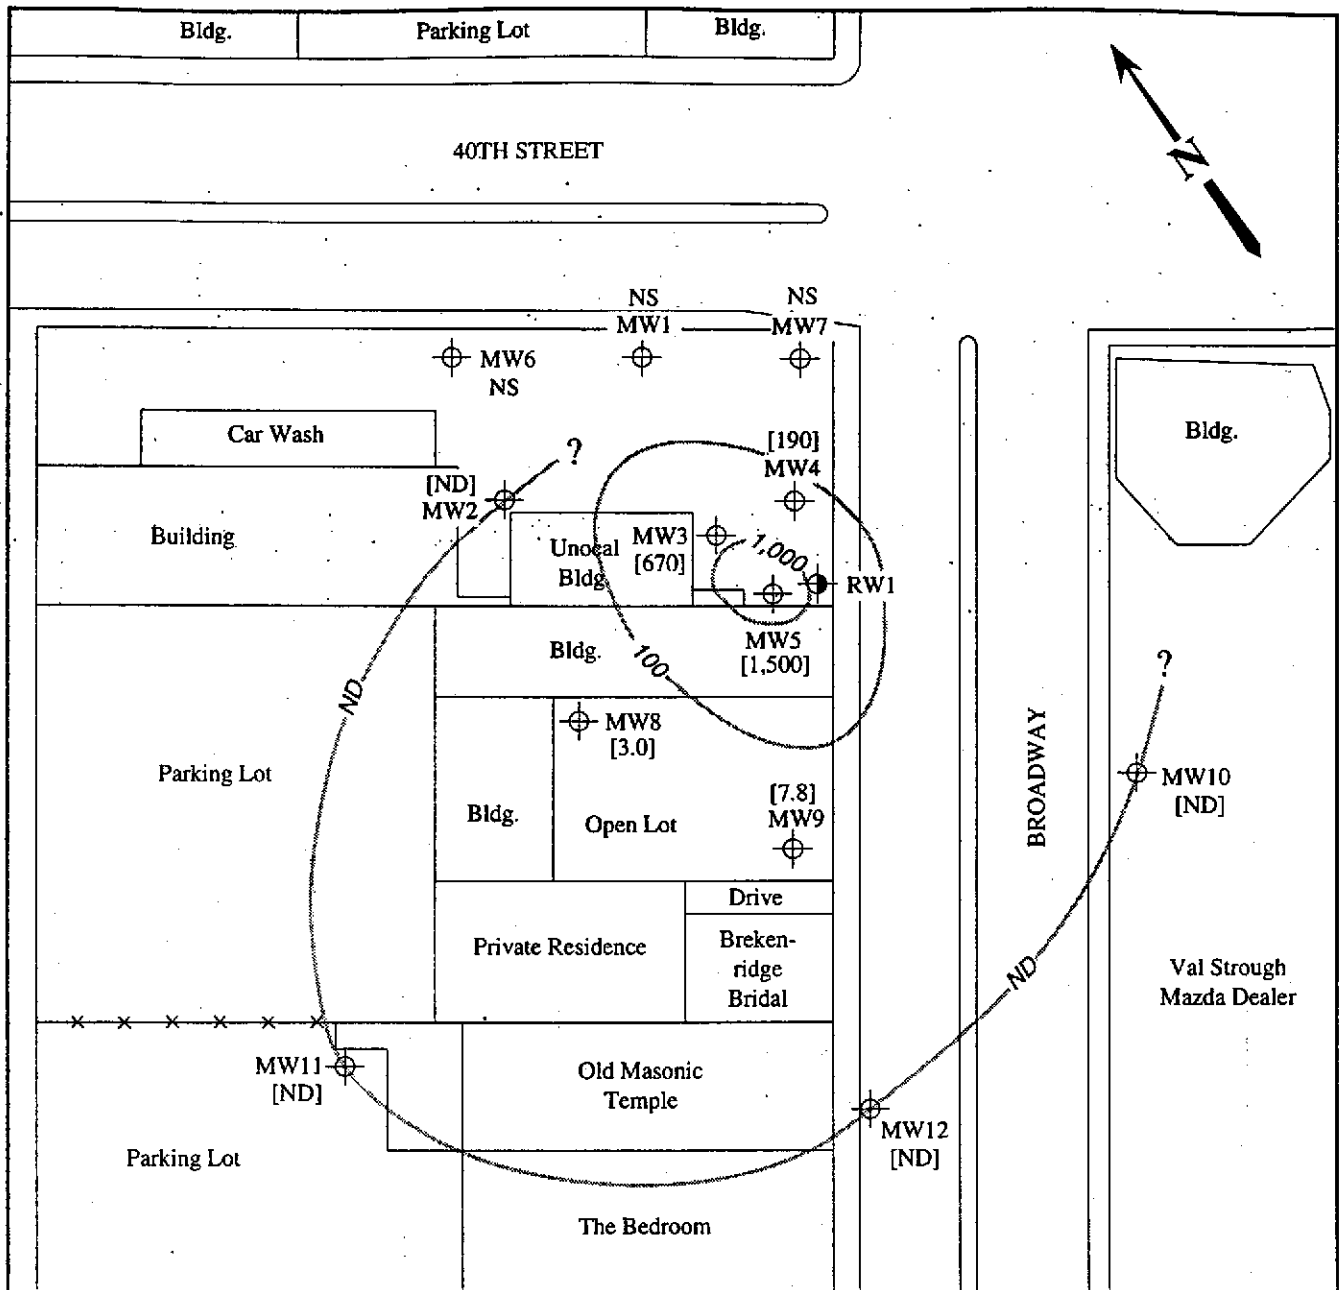 Bldg.
Parking Lot
Bldg.
40TH STREET
N
NS
MW1
NS
MW7
MW6
NS
Car Wash
[190]
MW4
Bldg.
?
[ND]
MW2
Building
Unocal
Bldg
MW3
[670]
1,000
RW1
MW5
[1,500]
Bldg.
100
ND
MW8
[3.0]
?
Parking Lot
BROADWAY
MW10
[ND]
Bldg.
Open Lot
[7.8]
MW9
Drive
Private Residence
Breken-
ridge
Bridal
ND
Val Strough
Mazda Dealer
MW11
[ND]
Old Masonic
Temple
MW12
[ND]
Parking Lot
The Bedroom